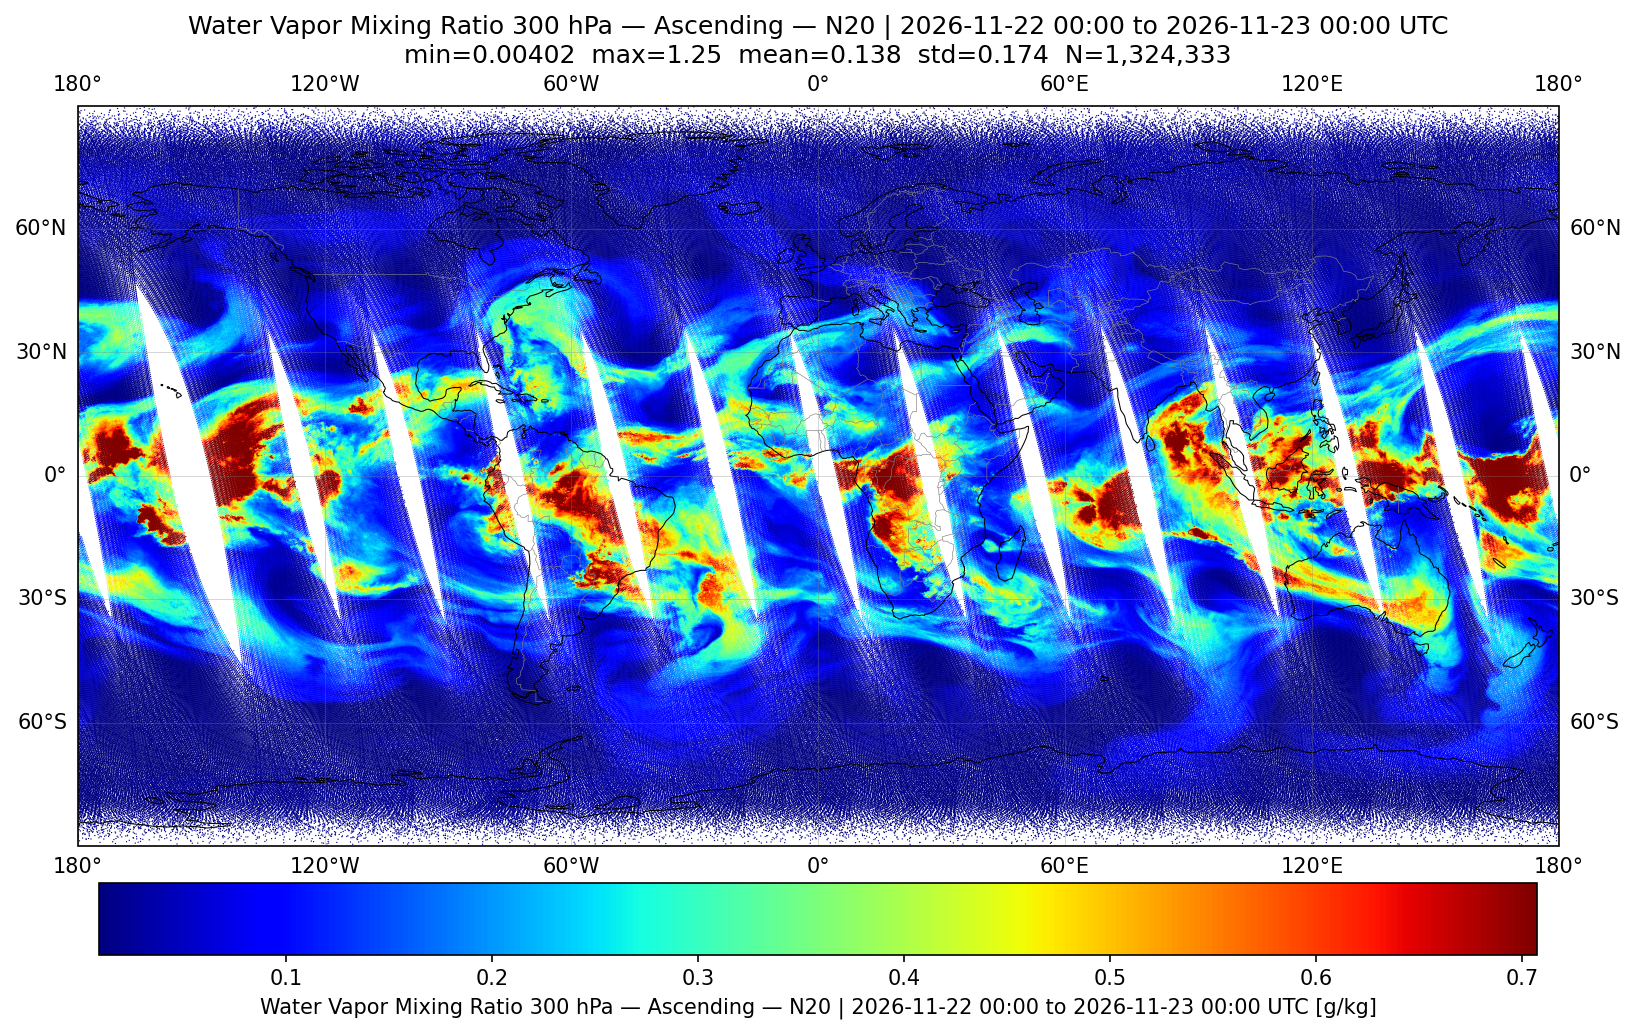 Water Vapor Mixing Ratio 300 hPa — Ascending — N20 | 2026-11-22 00:00 to 2026-11-23 00:00 UTC
min=0.00402 max=1.25 mean=0.138 std=0.174 N=1,324,333
180° 120°W 60°W 0° 60°E 120°E 180°
60°N 60°N
30°N 30°N
0° 0°
30°S 30°S
60°S 60°S
180° 120°W 60°W 0° 60°E 120°E 180°
0.1 0.2 0.3 0.4 0.5 0.6 0.7
Water Vapor Mixing Ratio 300 hPa — Ascending — N20 | 2026-11-22 00:00 to 2026-11-23 00:00 UTC [g/kg]